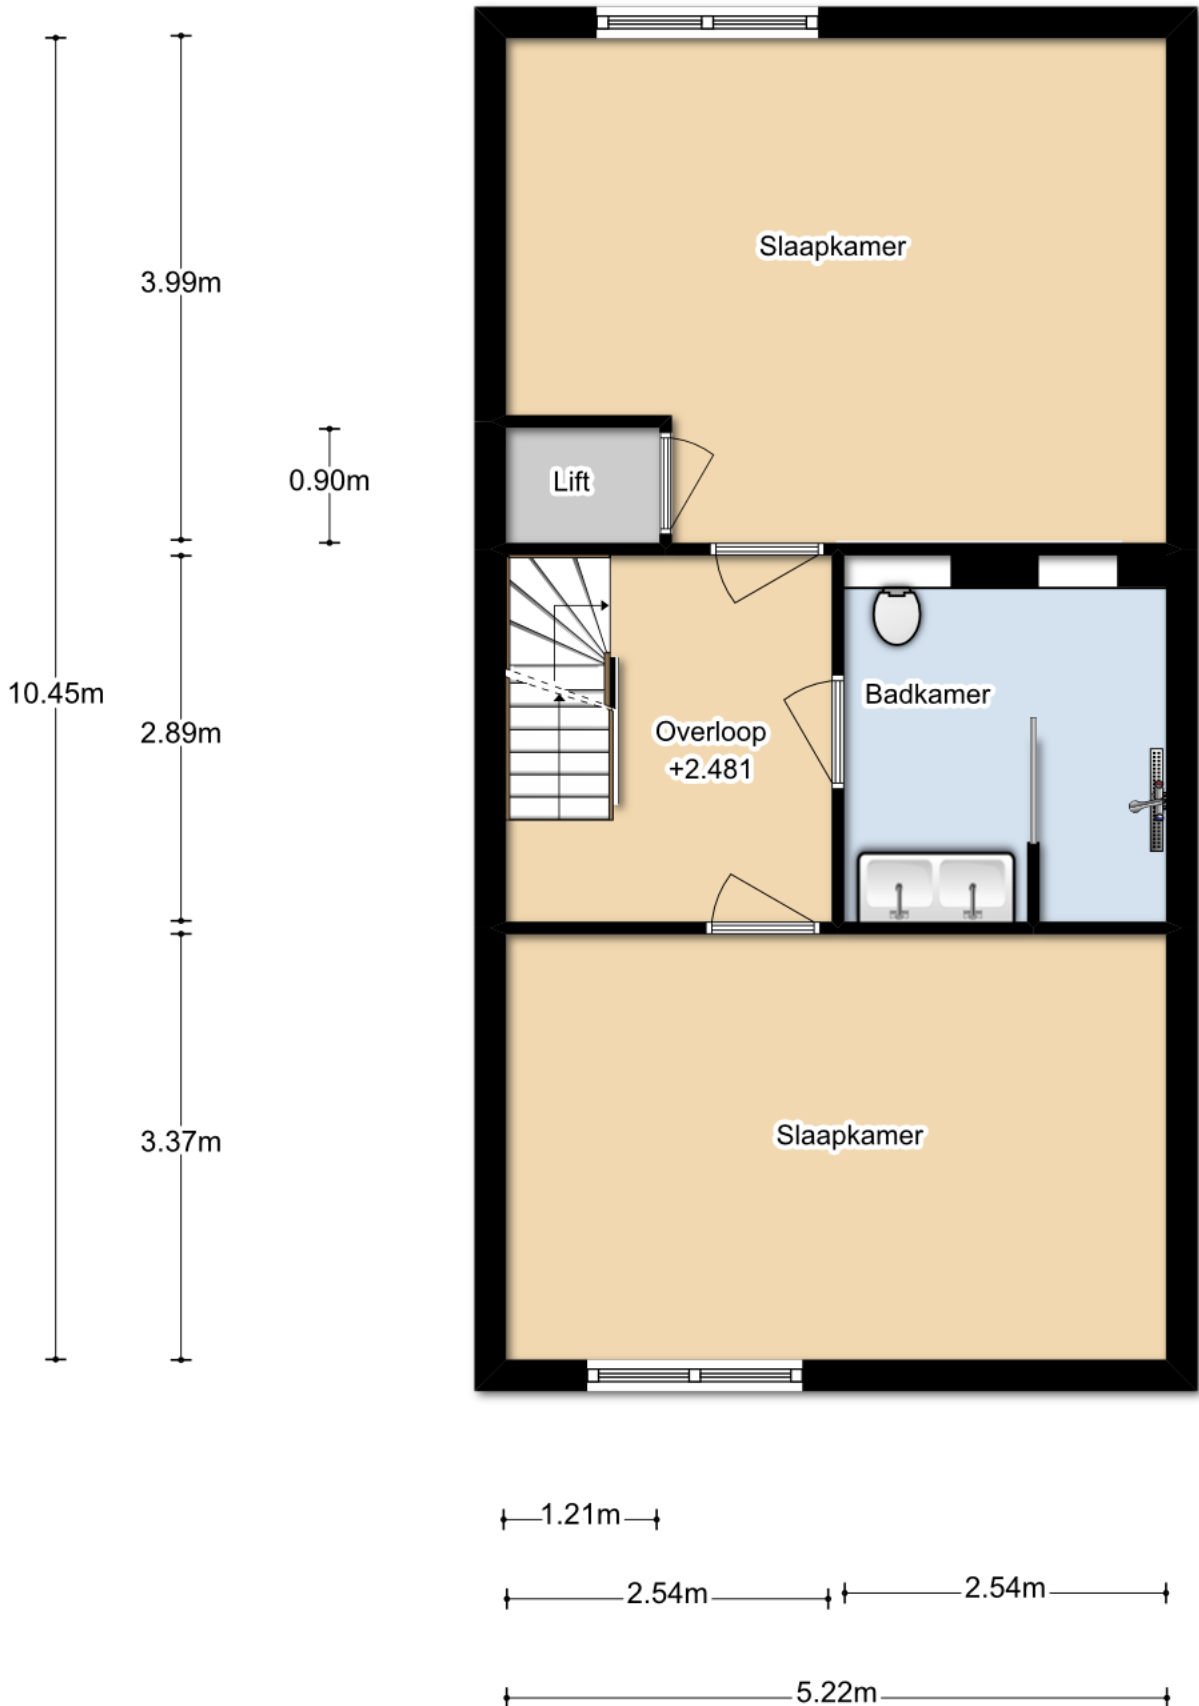 Slaapkamer
3.99m
Lift
0.90m
10.45m
2.89m
Overloop
+2.481
Badkamer
3.37m
Slaapkamer
1.21m
2.54m
2.54m
5.22m